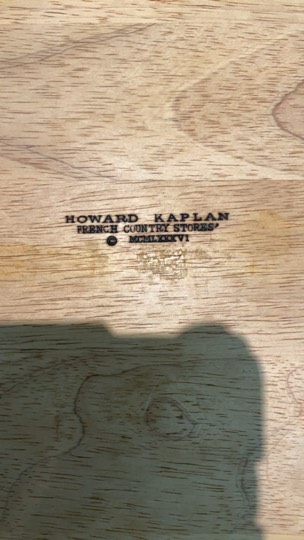 HOWARD KAPLAN
FRENCH COUNTRY STORES'
© MCMLXXXVI